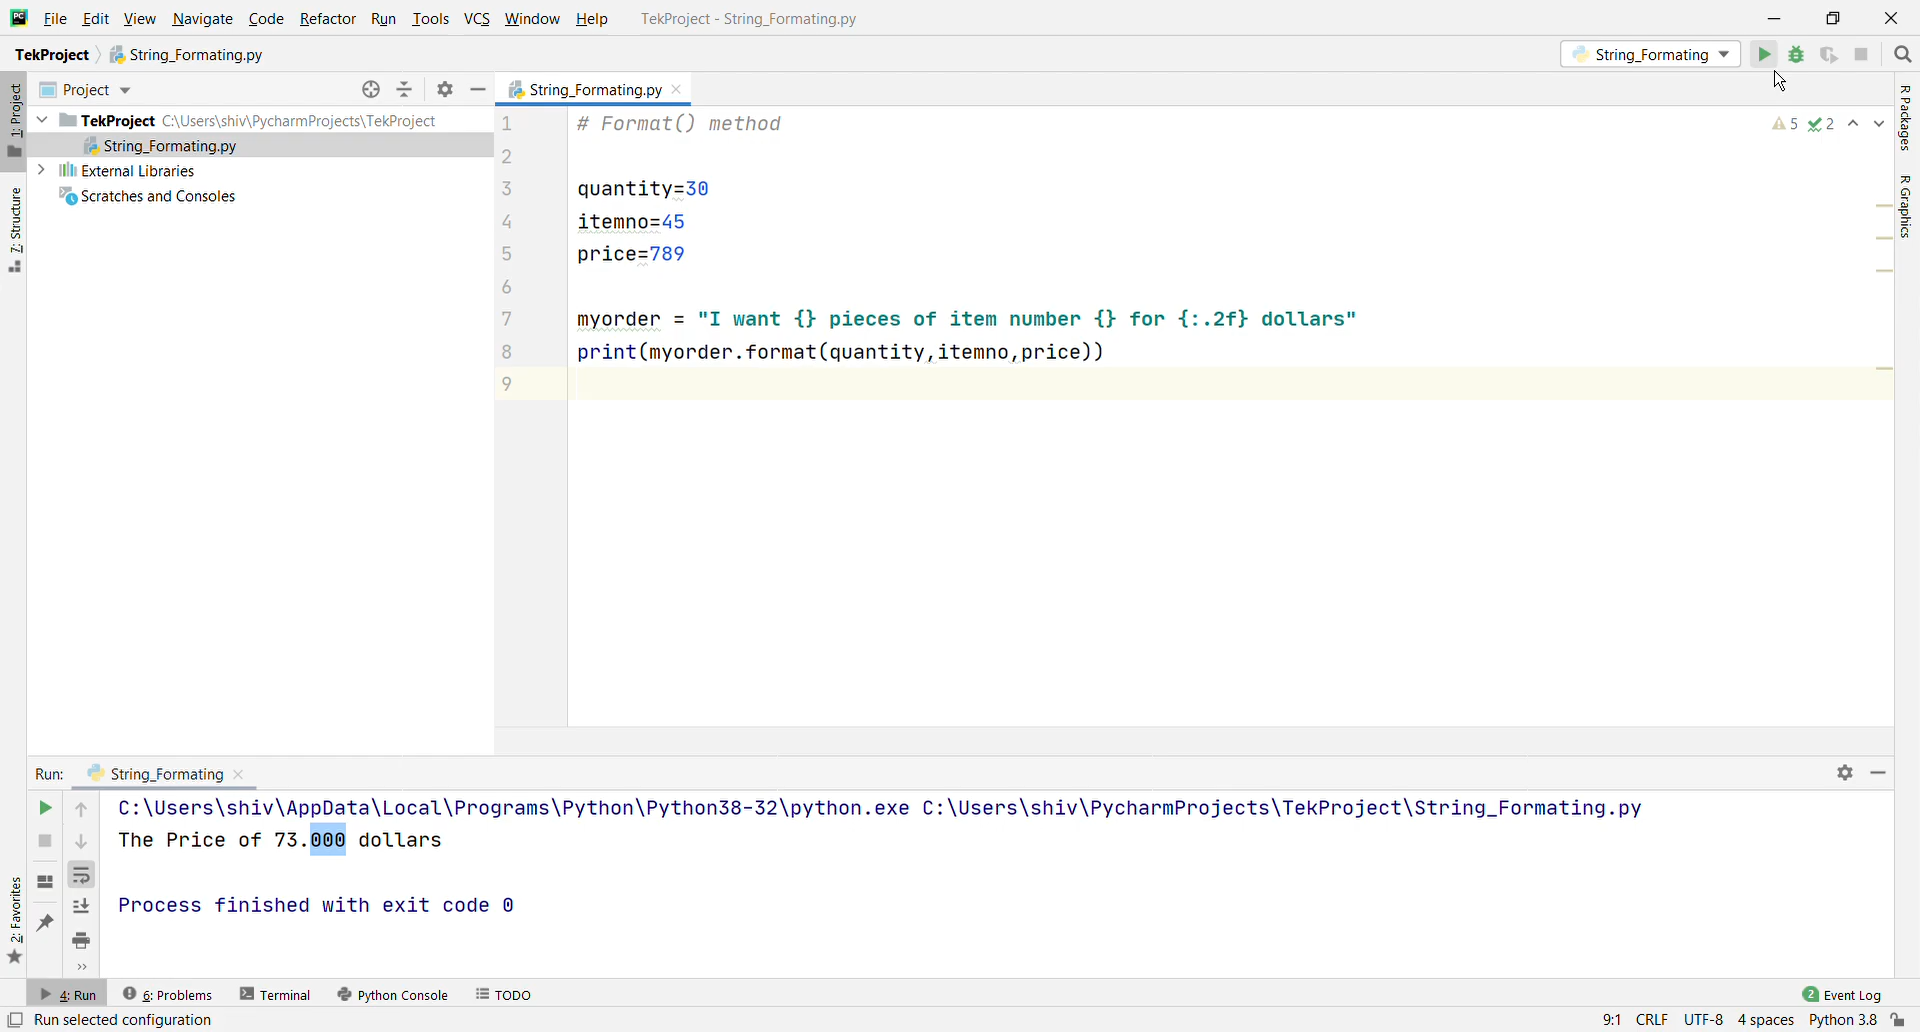 PC File Edit View Navigate Code Refactor Run Tools VCS Window Help TekProject - String_Formating.py
TekProject String_Formating.py String_Formating
1: Project
Project
String_Formating.py
TekProject C:\Users\shiv\PycharmProjects\TekProject
String_Formating.py
External Libraries
Scratches and Consoles
Z: Structure
2: Favorites
1 # Format() method
5 2
2
3 quantity=30
4 itemno=45
5 price=789
6
7 myorder = "I want {} pieces of item number {} for {:.2f} dollars"
8 print(myorder.format(quantity,itemno,price))
9
R Packages
R Graphics
Run: String_Formating
C:\Users\shiv\AppData\Local\Programs\Python\Python38-32\python.exe C:\Users\shiv\PycharmProjects\TekProject\String_Formating.py
The Price of 73.000 dollars
Process finished with exit code 0
4: Run 6: Problems Terminal Python Console TODO 2 Event Log
Run selected configuration 9:1 CRLF UTF-8 4 spaces Python 3.8